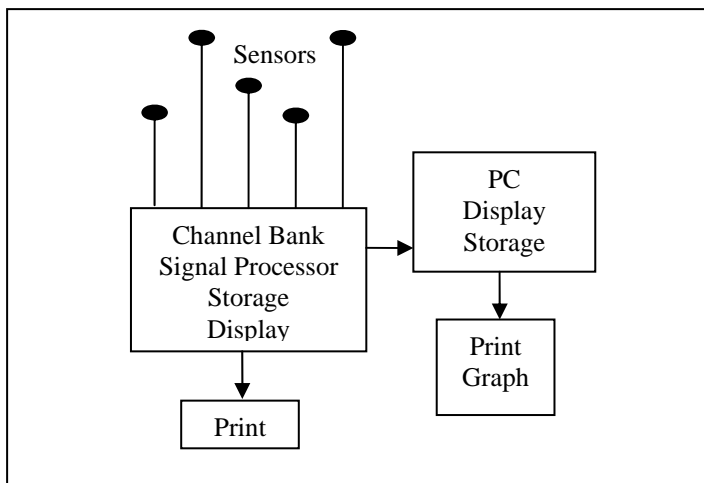 Sensors
Channel Bank
Signal Processor
Storage
Display
PC
Display
Storage
Print
Graph
Print